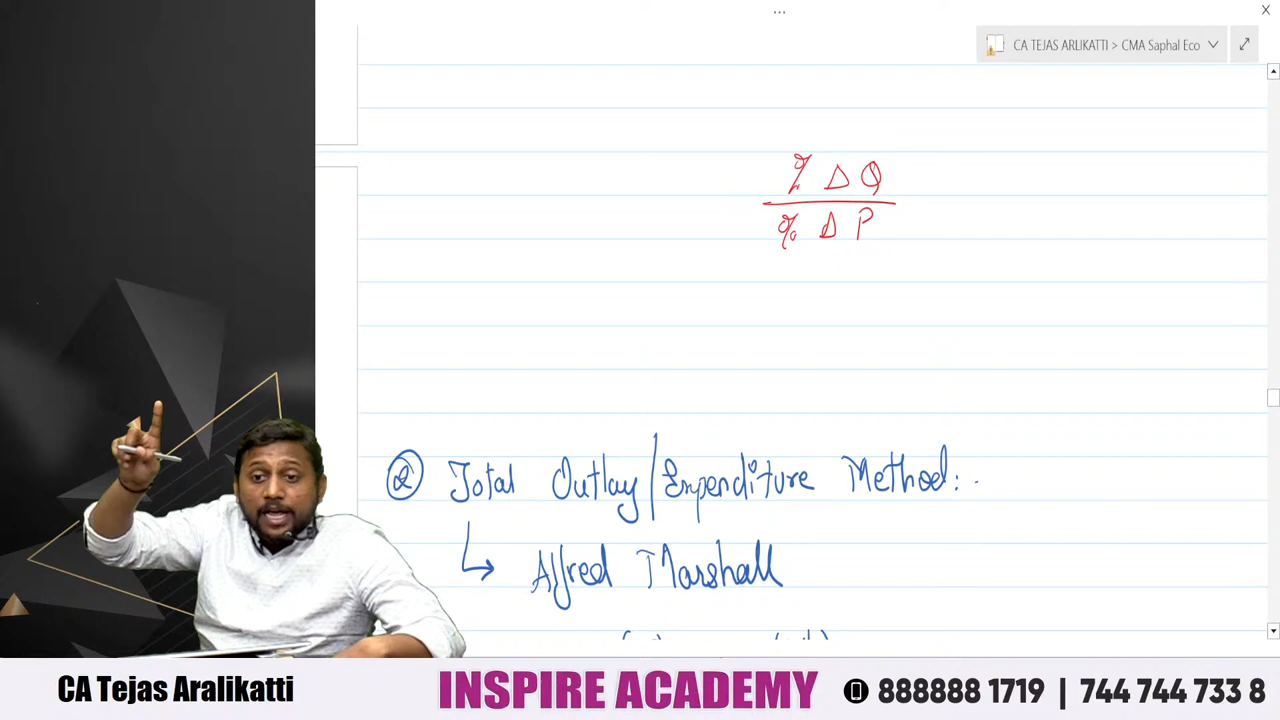 ...
X
CA TEJAS ARLIKATTI > CMA Saphal Eco
% Δ Q
% Δ P
② Total Outlay/Expenditure Method:-
↳ Alfred Marshall
CA Tejas Aralikatti
INSPIRE ACADEMY
888888 1719 | 744 744 733 8